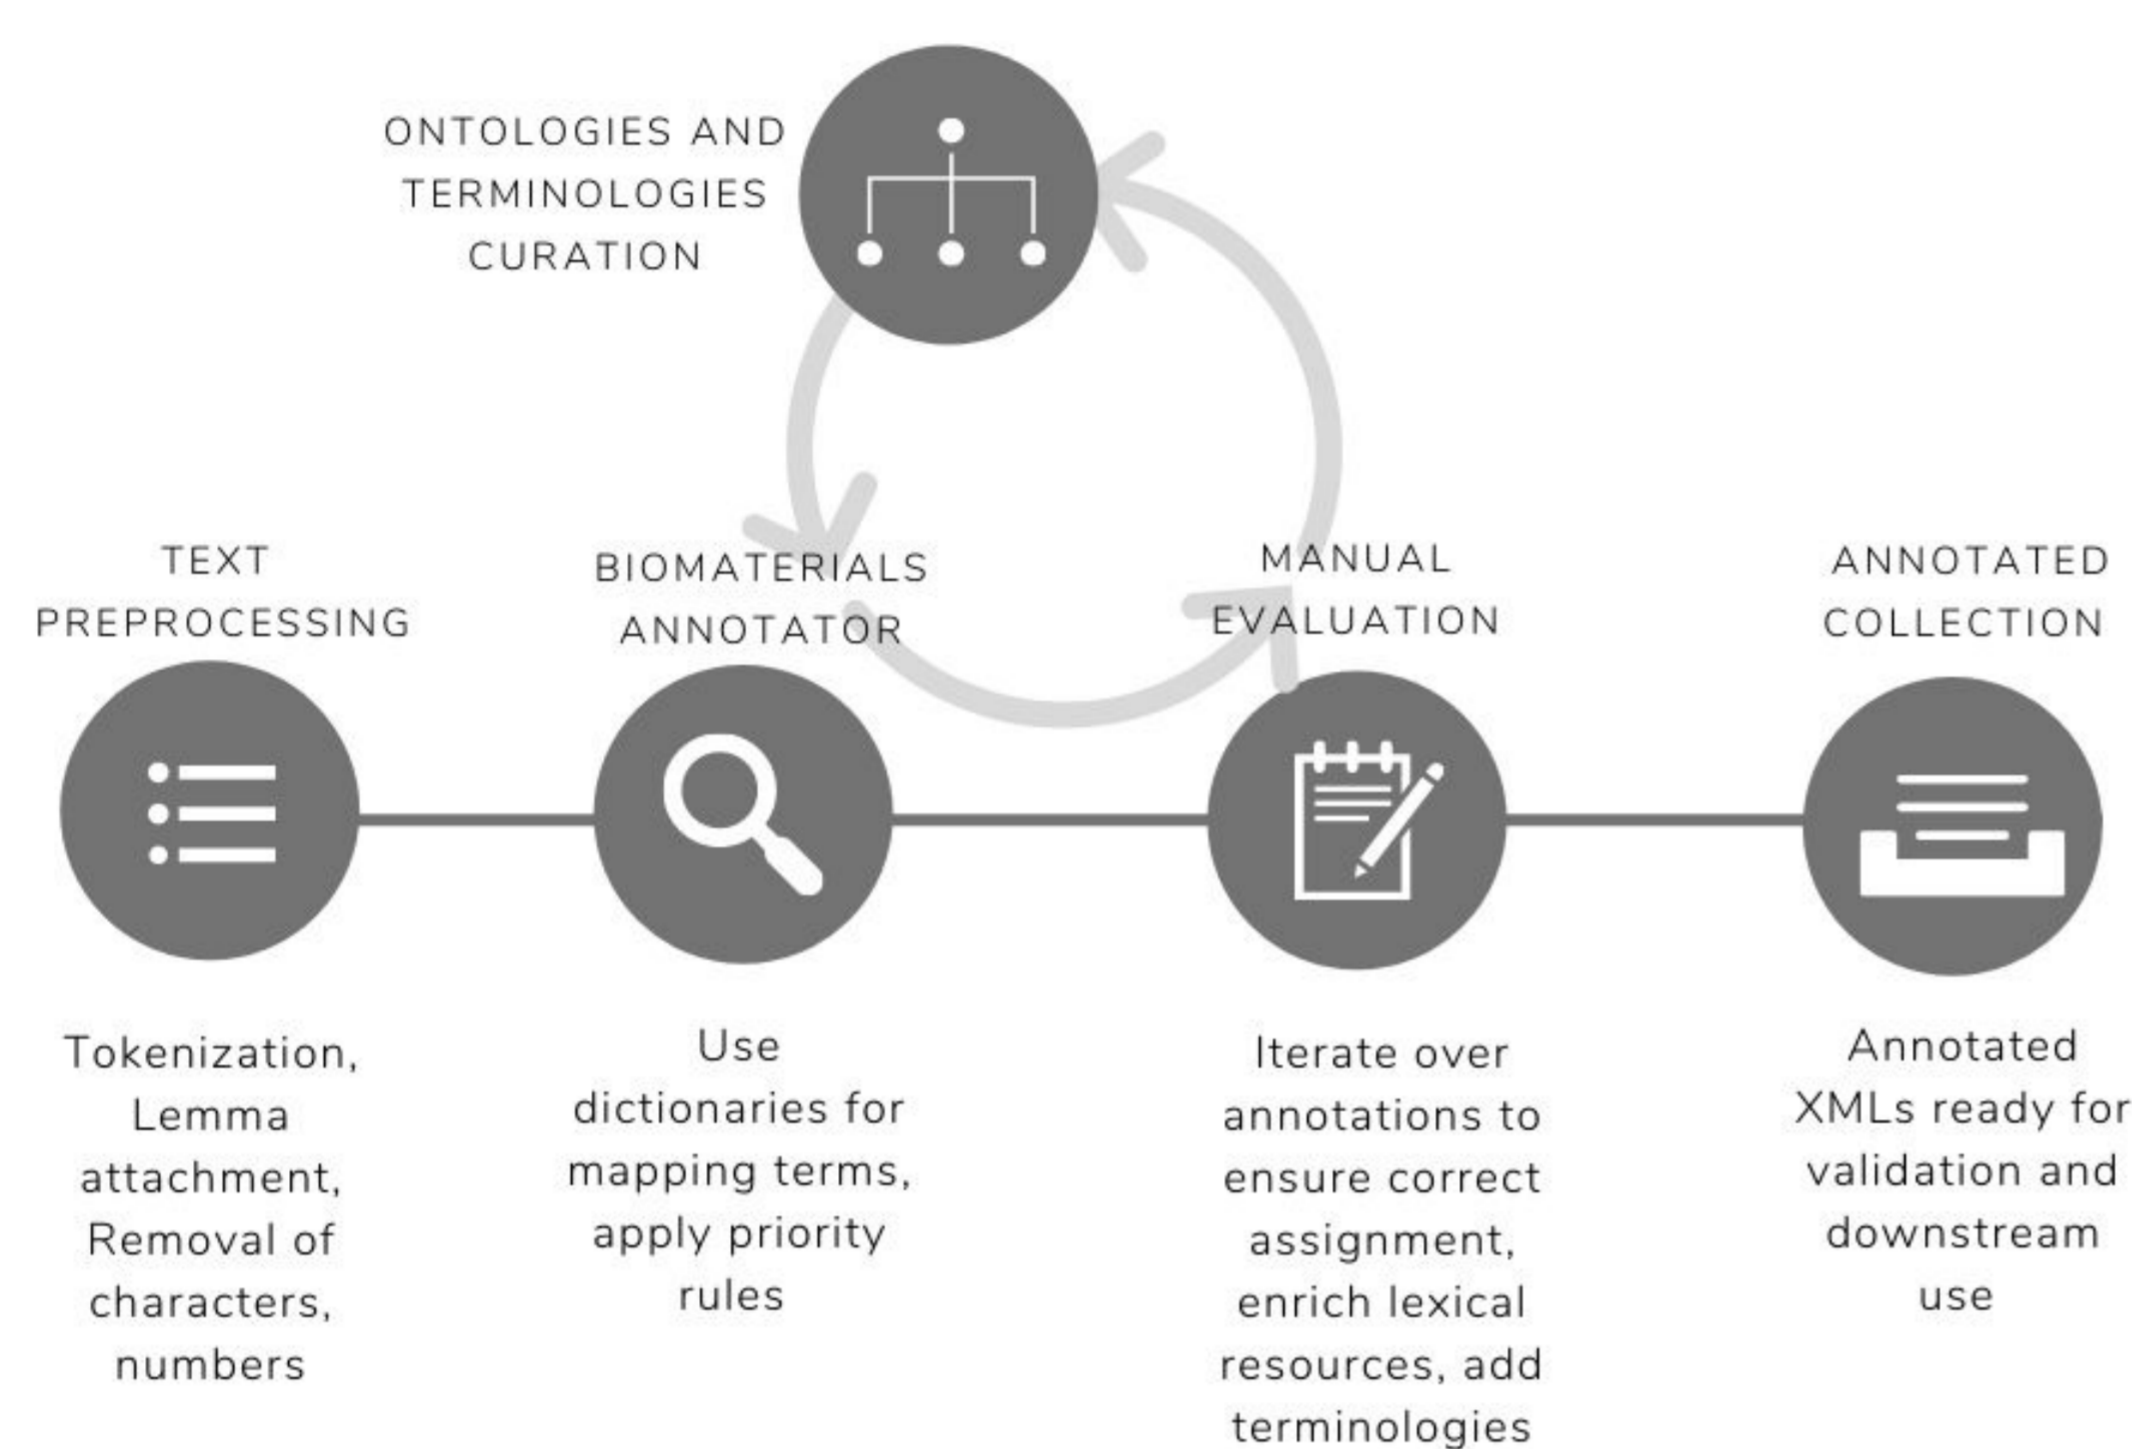 ONTOLOGIES AND
TERMINOLOGIES
CURATION
TEXT
PREPROCESSING
BIOMATERIALS
ANNOTATOR
MANUAL
EVALUATION
ANNOTATED
COLLECTION
Tokenization,
Lemma
attachment,
Removal of
characters,
numbers
Use
dictionaries for
mapping terms,
apply priority
rules
Iterate over
annotations to
ensure correct
assignment,
enrich lexical
resources, add
terminologies
Annotated
XMLs ready for
validation and
downstream
use